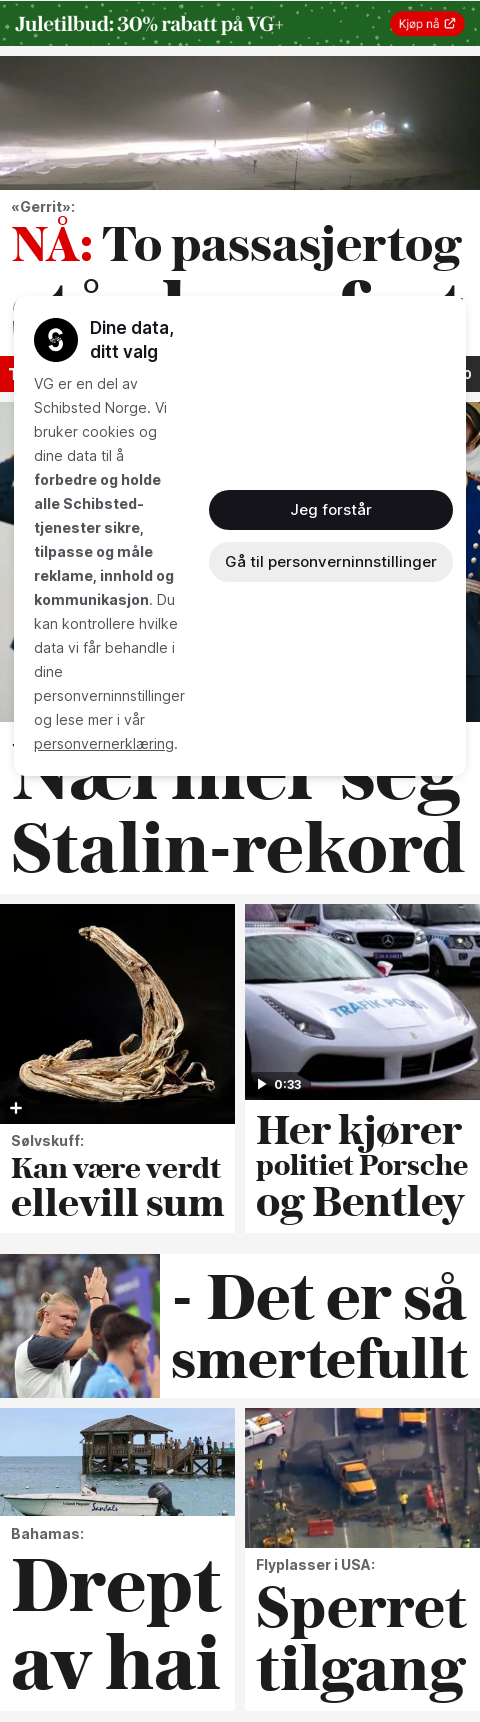 Juletilbud: 30% rabatt på VG+
Kjøp nå
«Gerrit»:
NÅ: To passasjertog
Dine data,
ditt valg
VG er en del av
Schibsted Norge. Vi
bruker cookies og
dine data til å
forbedre og holde
alle Schibsted-
tjenester sikre,
tilpasse og måle
reklame, innhold og
kommunikasjon. Du
kan kontrollere hvilke
data vi får behandle i
dine
personverninnstillinger
og lese mer i vår
personvernerklæring.
Jeg forstår
Gå til personverninnstillinger
Nærmer seg
Stalin-rekord
TRAFİK POLİ
0:33
Sølvskuff:
Kan være verdt
ellevill sum
Her kjører
politiet Porsche
og Bentley
- Det er så
smertefullt
Sandals
Bahamas:
Drept
av hai
Flyplasser i USA:
Sperret
tilgang